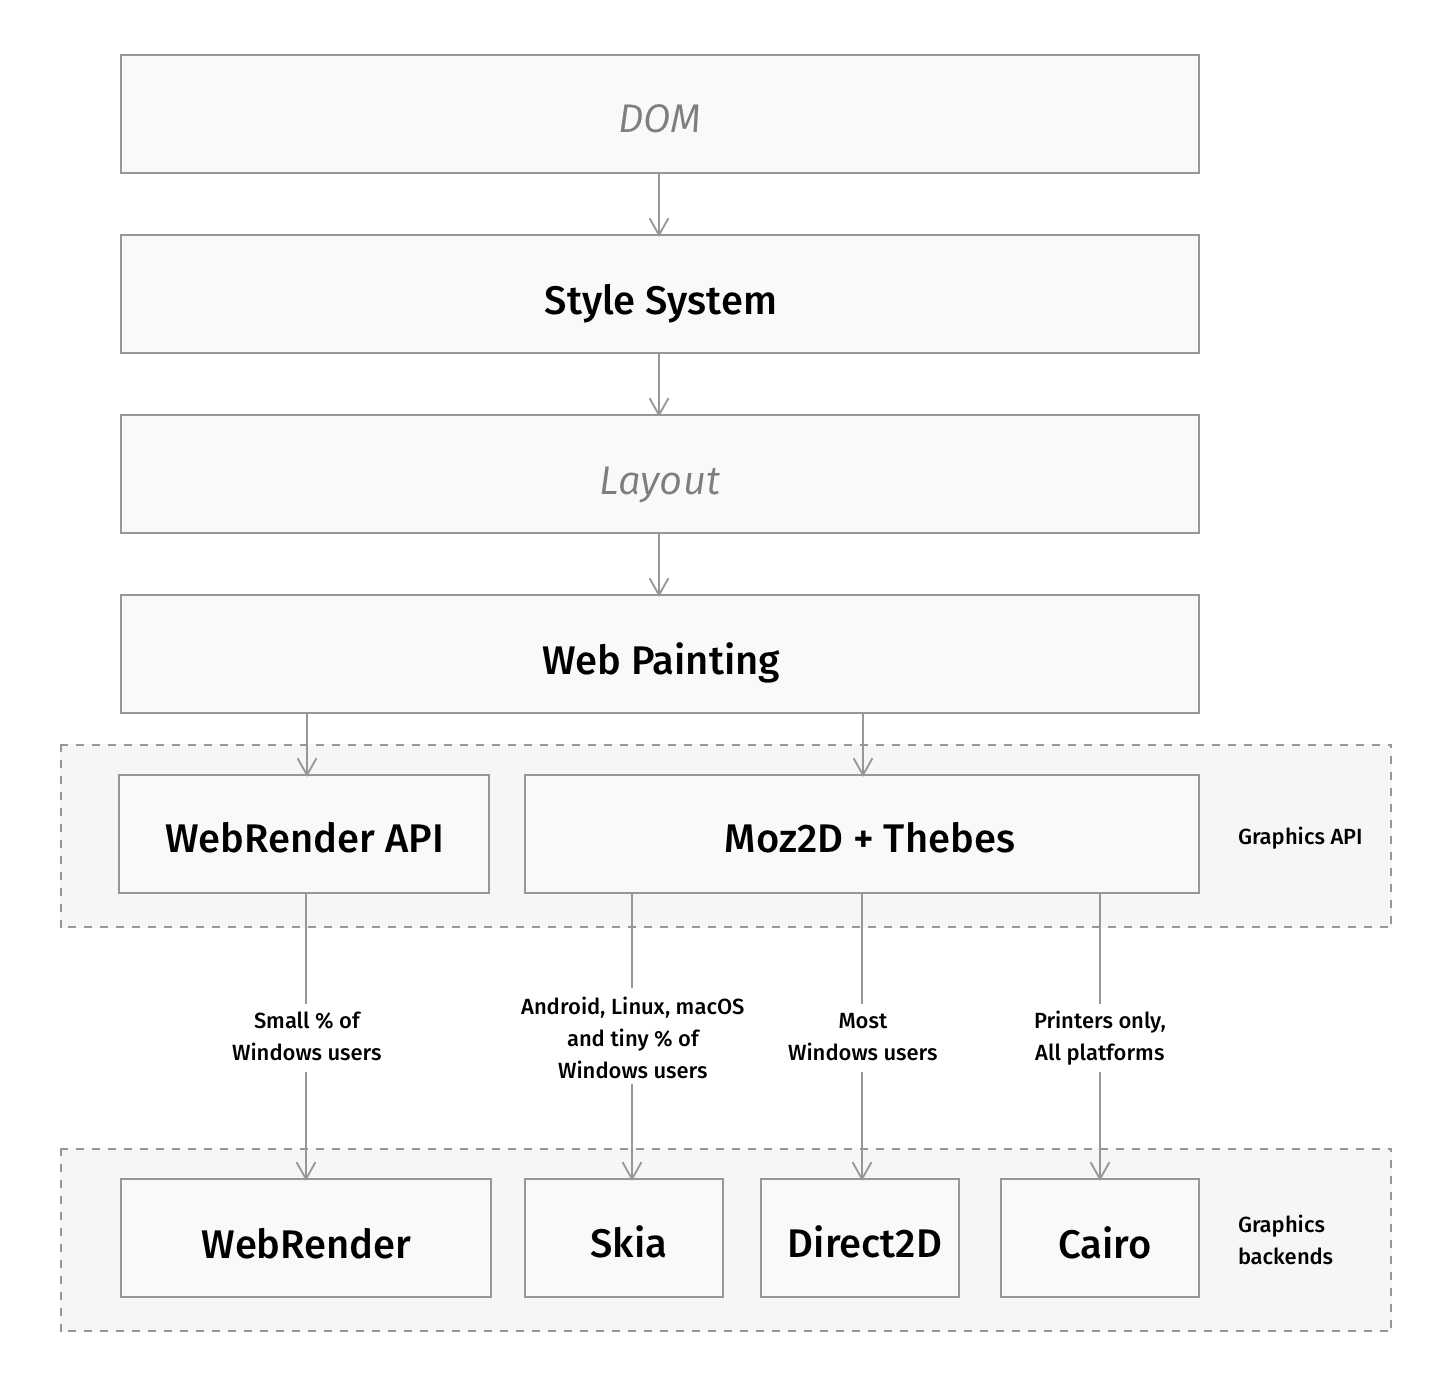 DOM
Style System
Layout
Web Painting
WebRender API
Moz2D + Thebes
Graphics API
Small % of
Windows users
Android, Linux, macOS
and tiny % of
Windows users
Most
Windows users
Printers only,
All platforms
WebRender
Skia
Direct2D
Cairo
Graphics
backends